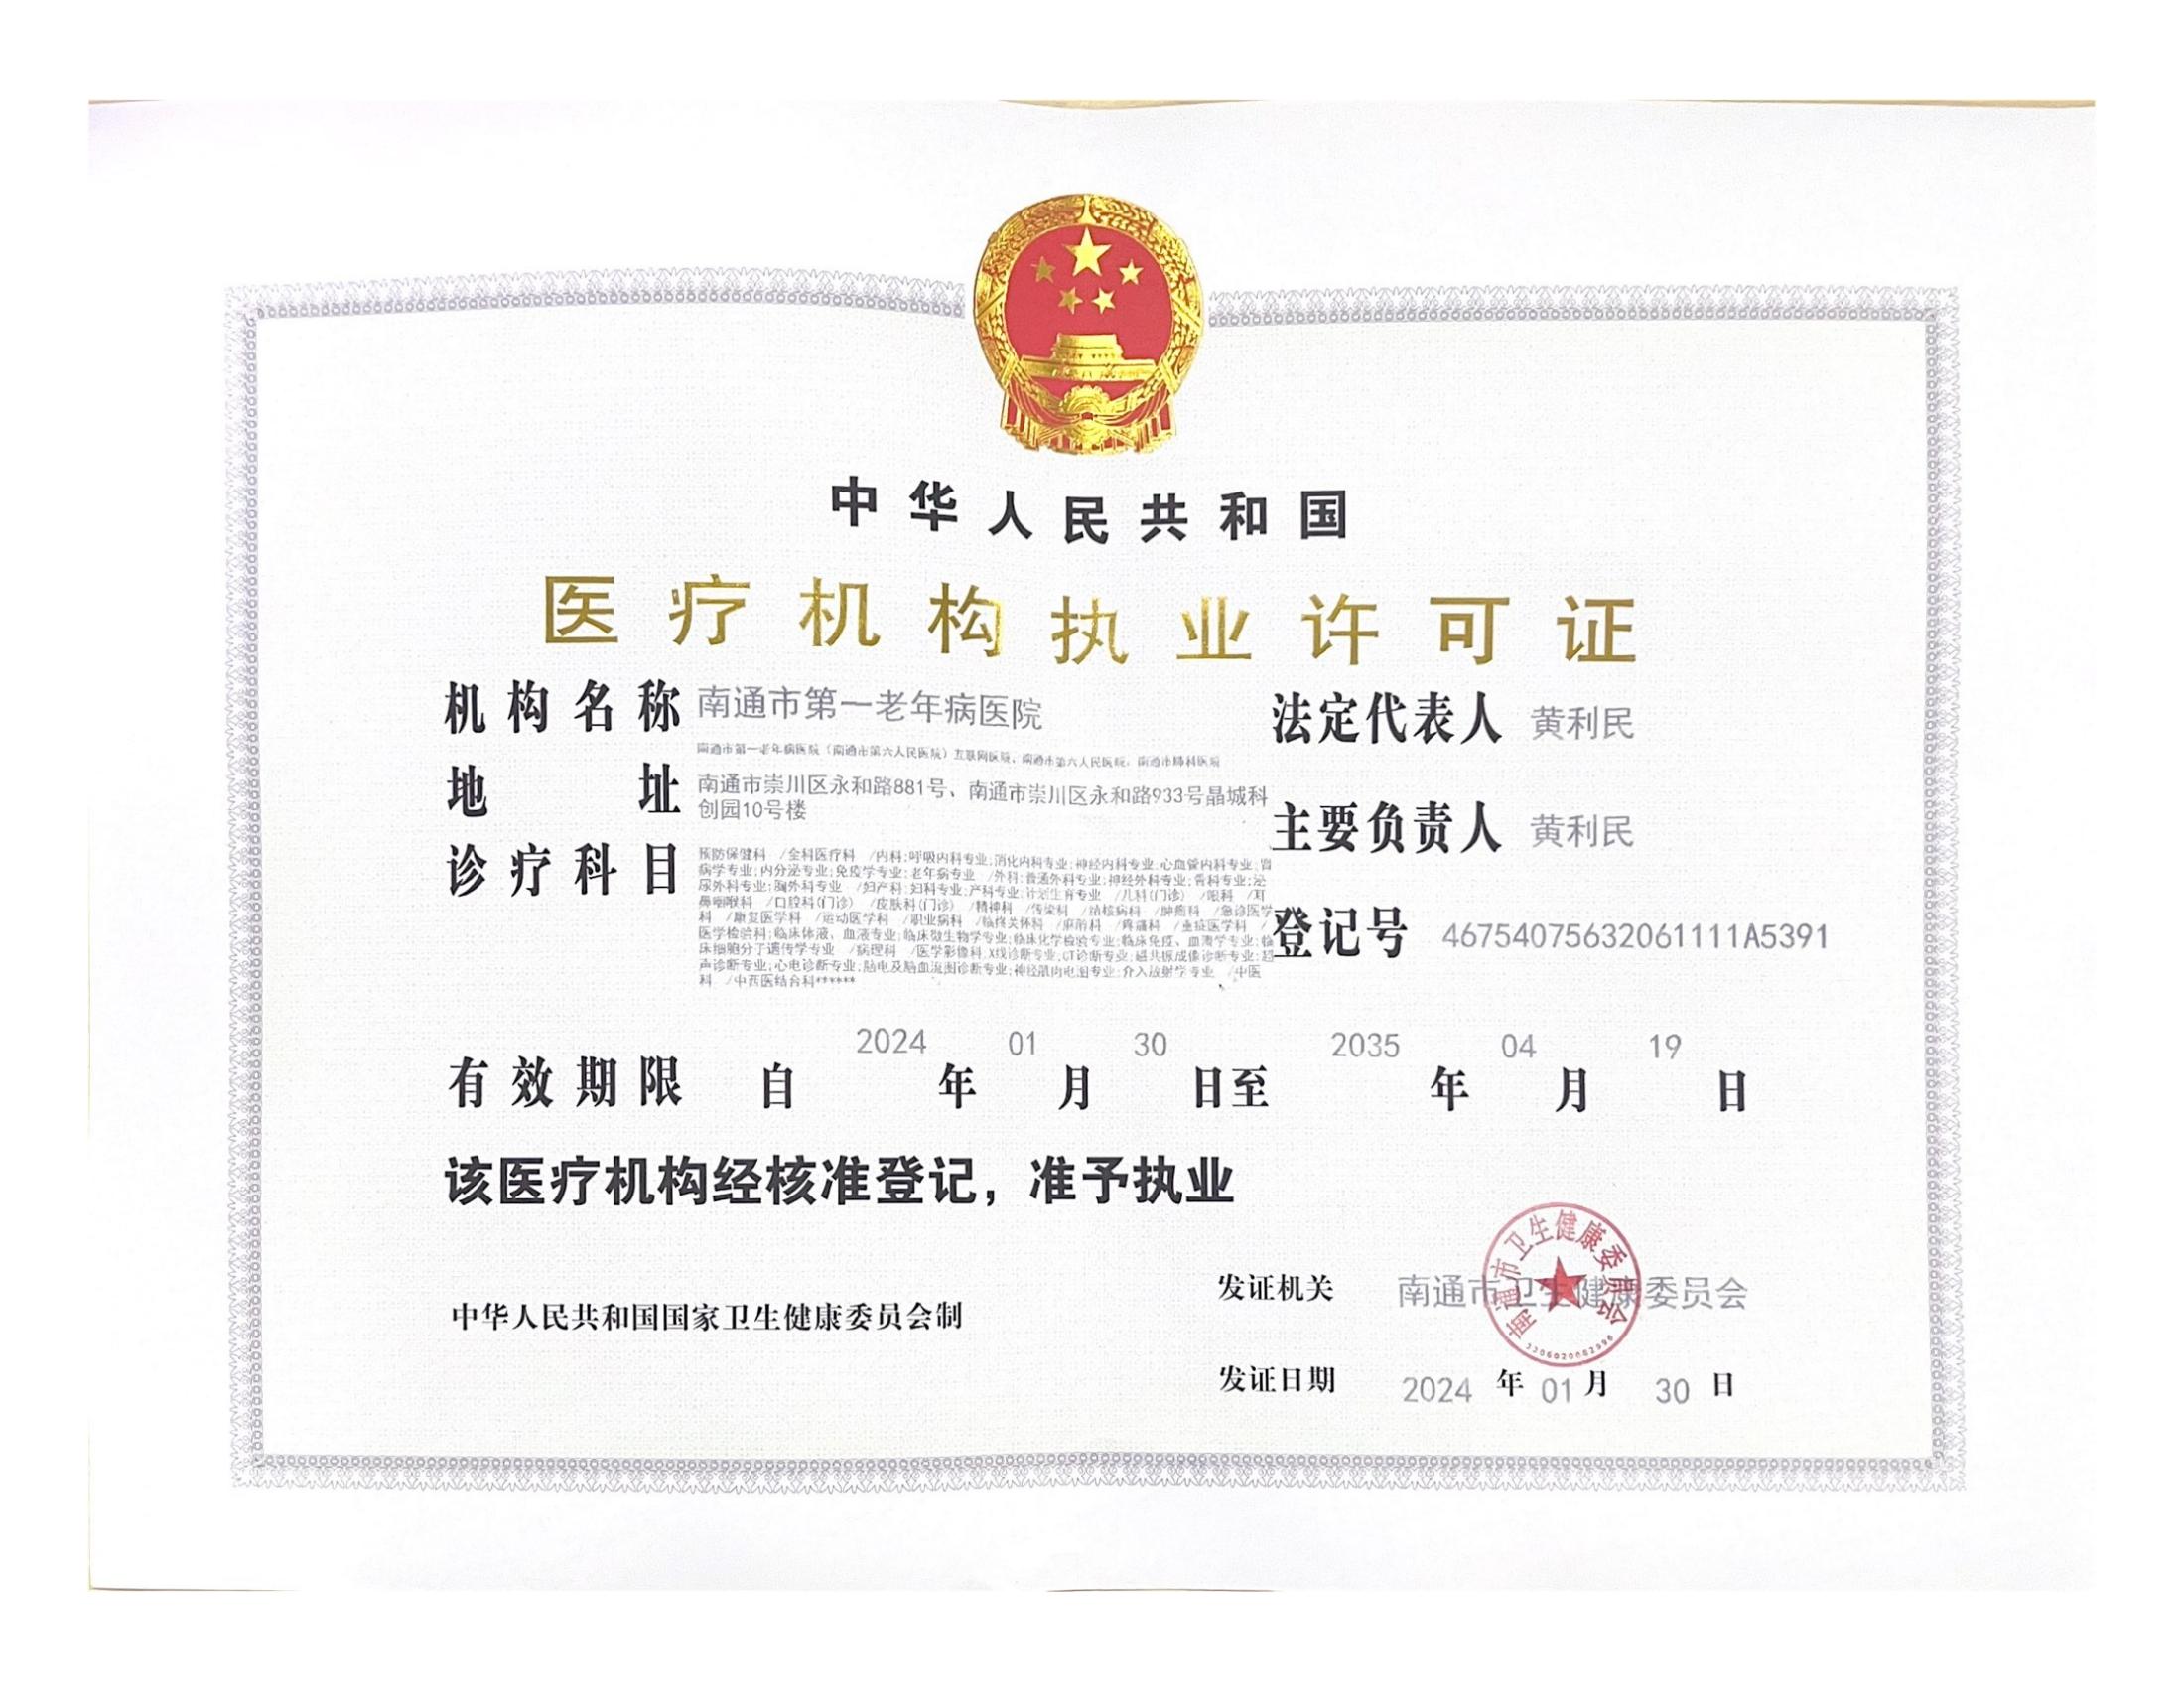 中华人民共和国
医疗机构执业许可证
机构名称 南通市第一老年病医院
南通市第一老年病医院（南通市第六人民医院）互联网医院、南通市第六人民医院、南通市肺科医院
地址 南通市崇川区永和路881号、南通市崇川区永和路933号晶城科
创园10号楼
诊疗科目 预防保健科 /全科医疗科 /内科;呼吸内科专业;消化内科专业;神经内科专业;心血管内科专业;肾
病学专业;内分泌专业;免疫学专业;老年病专业 /外科;普通外科专业;神经外科专业;骨科专业;泌
尿外科专业;胸外科专业 /妇产科;妇科专业;产科专业;计划生育专业 /儿科(门诊) /眼科 /耳
鼻咽喉科 /口腔科(门诊) /皮肤科(门诊) /精神科 /传染科 /结核病科 /肿瘤科 /急诊医学
科 /康复医学科 /运动医学科 /职业病科 /临终关怀科 /麻醉科 /疼痛科 /重症医学科 /
医学检验科;临床体液、血液专业;临床微生物学专业;临床化学检验专业;临床免疫、血清学专业;临
床细胞分子遗传学专业 /病理科 /医学影像科;X线诊断专业;CT诊断专业;磁共振成像诊断专业;超
声诊断专业;心电诊断专业;脑电及脑血流图诊断专业;神经肌肉电图专业;介入放射学专业 /中医
科 /中西医结合科******
法定代表人 黄利民
主要负责人 黄利民
登记号 46754075632061111A5391
有效期限 自 2024 年 01 月 30 日至 2035 年 04 月 19 日
该医疗机构经核准登记，准予执业
中华人民共和国国家卫生健康委员会制
发证机关 南通市卫生健康委员会
南通市卫生健康委员会
发证日期 2024 年 01 月 30 日